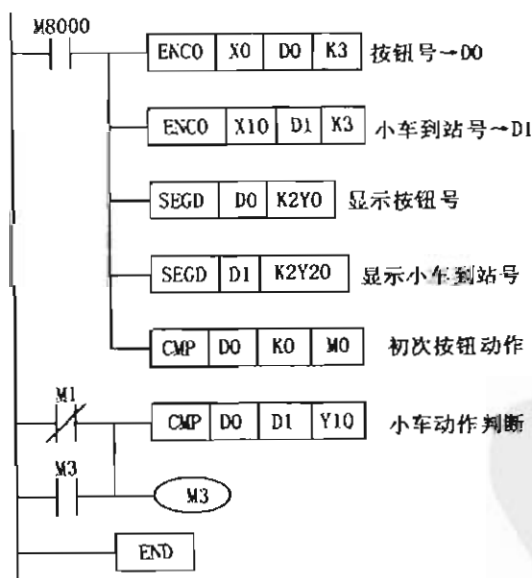 M8000
ENCO X0 D0 K3 按钮号→D0
ENCO X10 D1 K3 小车到站号→D1
SEGD D0 K2Y0 显示按钮号
SEGD D1 K2Y20 显示小车到站号
CMP D0 K0 M0 初次按钮动作
M1
CMP D0 D1 Y10 小车动作判断
M3
M3
END